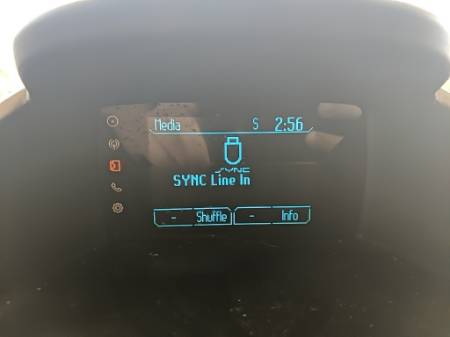 Media S 2:56
SYNC
SYNC Line In
- Shuffle - Info